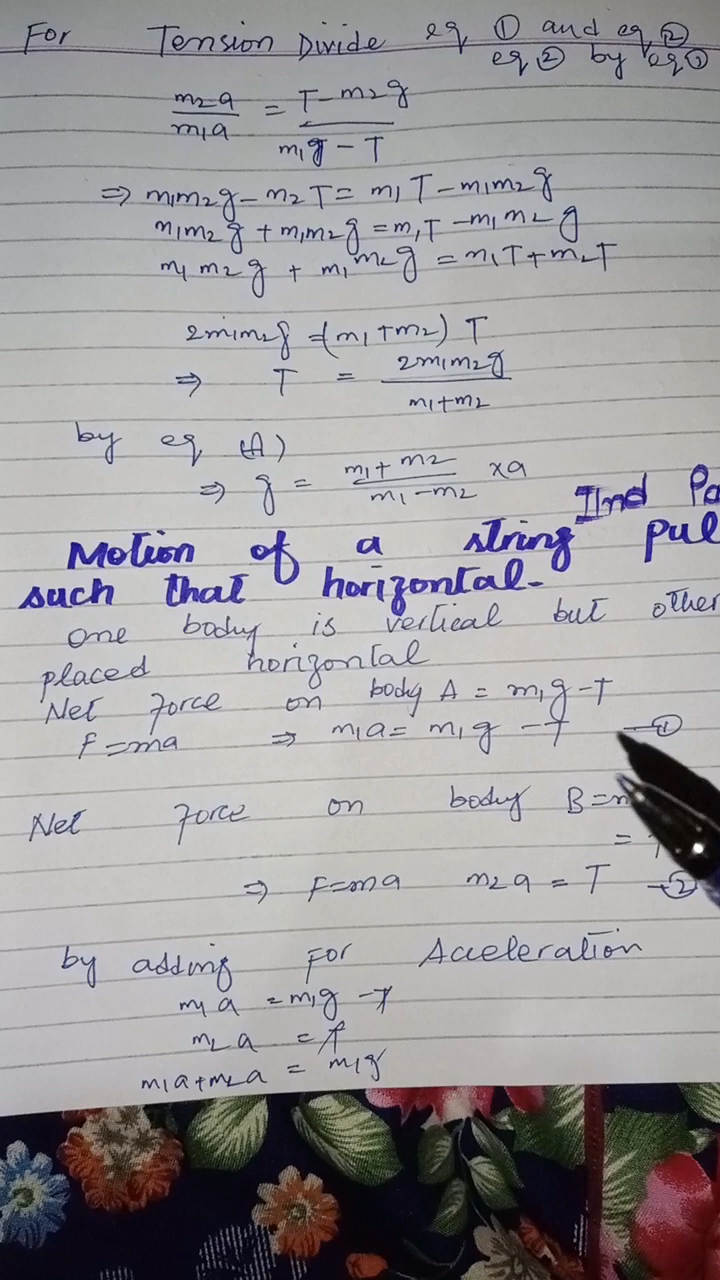 For Tension Divide eq ① and eq ②
eq ② by eq ①
m2a/m1a = T-m2g/m1g-T
⇒ m1m2g - m2T = m1T - m1m2g
m1m2g + m1m2g = m1T - m1m2g
m1m2g + m1m2g = m1T + m2T
2m1m2g = (m1+m2) T
⇒ T = 2m1m2g/m1+m2
by eq (A)
⇒ g = m1+m2/m1-m2 xa
IInd
Motion of a string
such that horizontal.
one body is vertical but other
placed horizontal
Net force on body A = m1g-T
F=ma ⇒ m1a = m1g - T ①
Net force on body B =
=
⇒ F=ma m2a = T ②
by adding For Acceleration
m1a = m1g - T
m2a = T
m1a+m2a = m1g